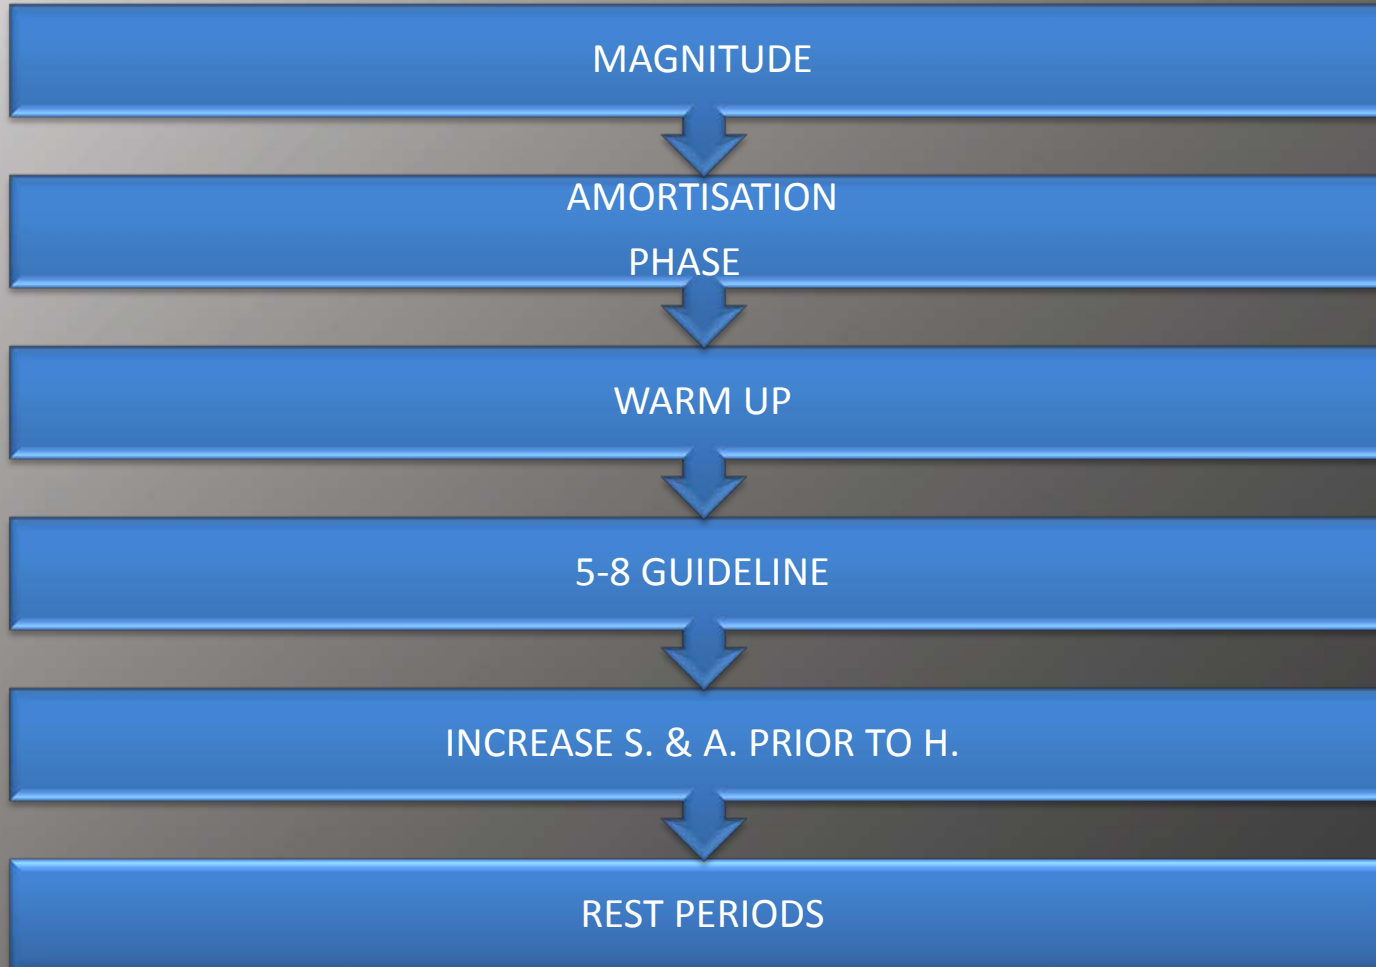 MAGNITUDE
AMORTISATION
PHASE
WARM UP
5-8 GUIDELINE
INCREASE S. & A. PRIOR TO H.
REST PERIODS